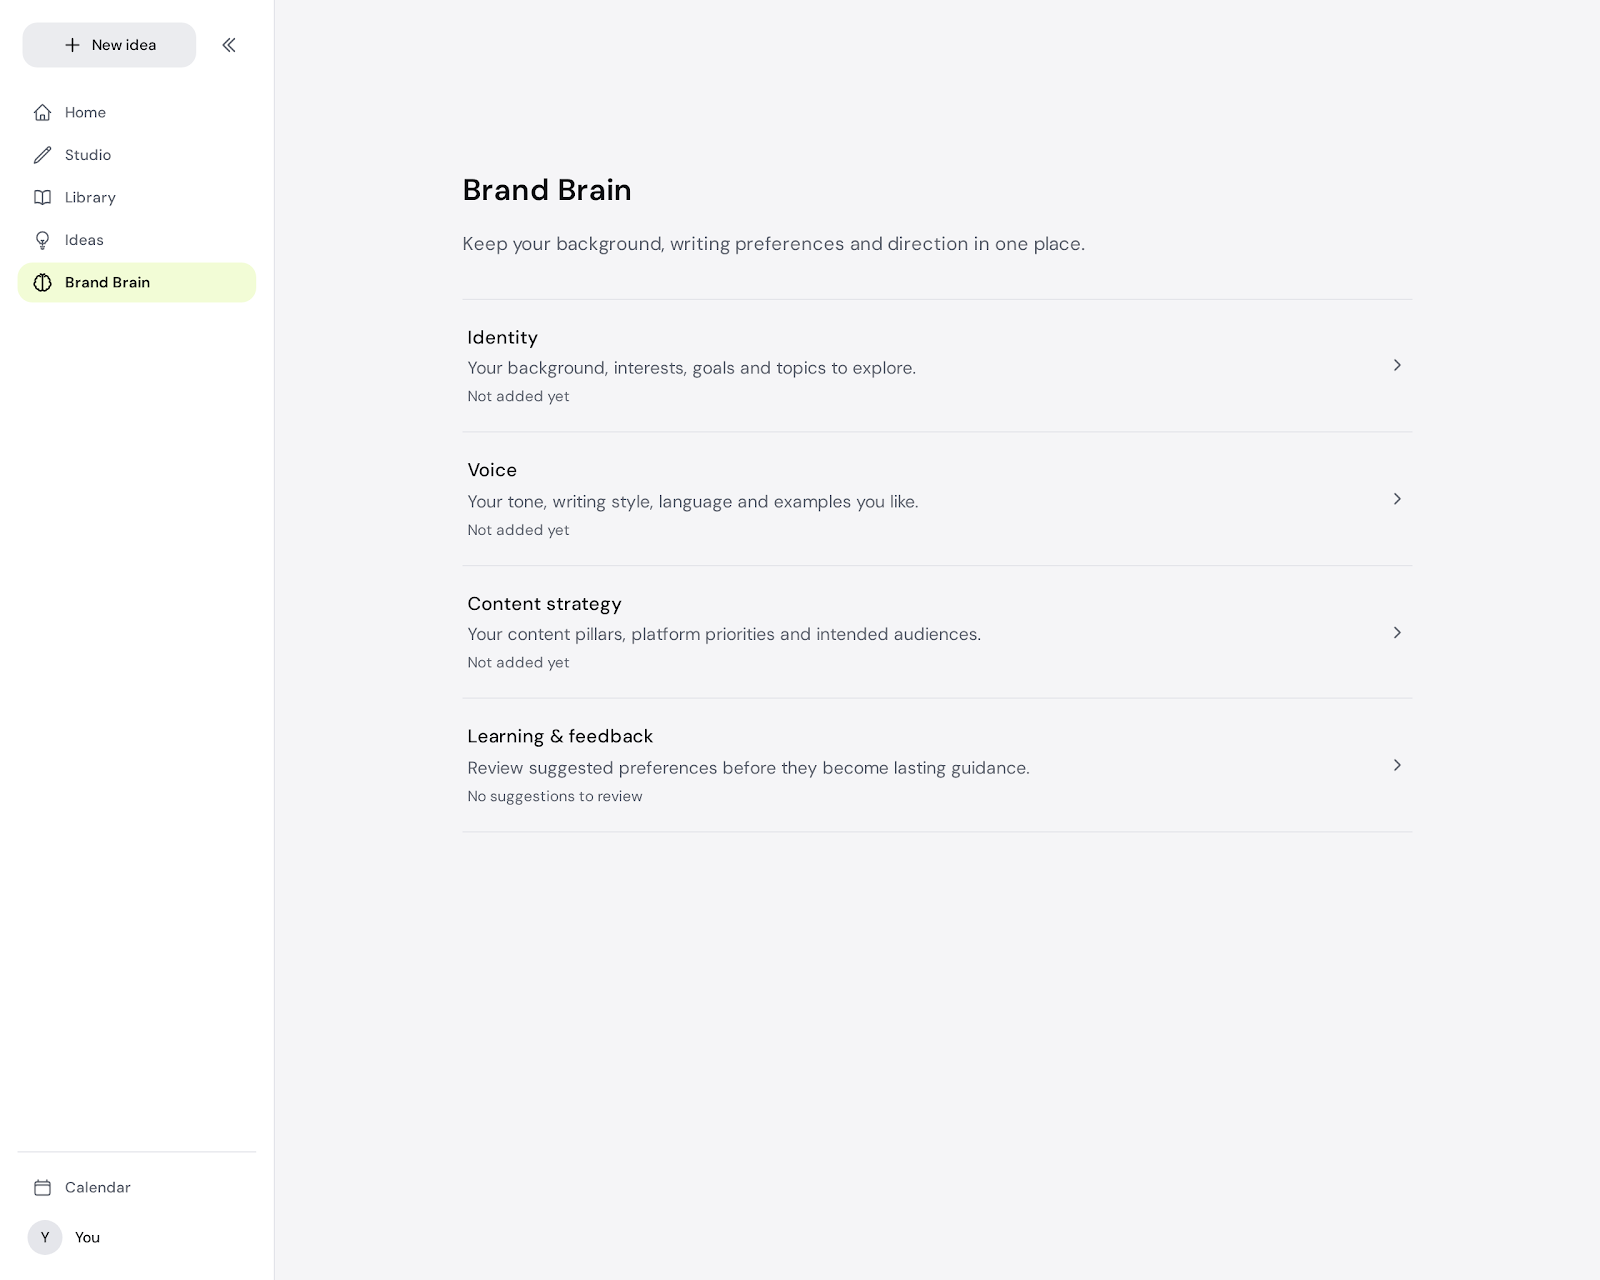 New idea
Home
Studio
Library
Ideas
Brand Brain
Brand Brain
Keep your background, writing preferences and direction in one place.
Identity
Your background, interests, goals and topics to explore.
Not added yet
Voice
Your tone, writing style, language and examples you like.
Not added yet
Content strategy
Your content pillars, platform priorities and intended audiences.
Not added yet
Learning & feedback
Review suggested preferences before they become lasting guidance.
No suggestions to review
Calendar
Y You